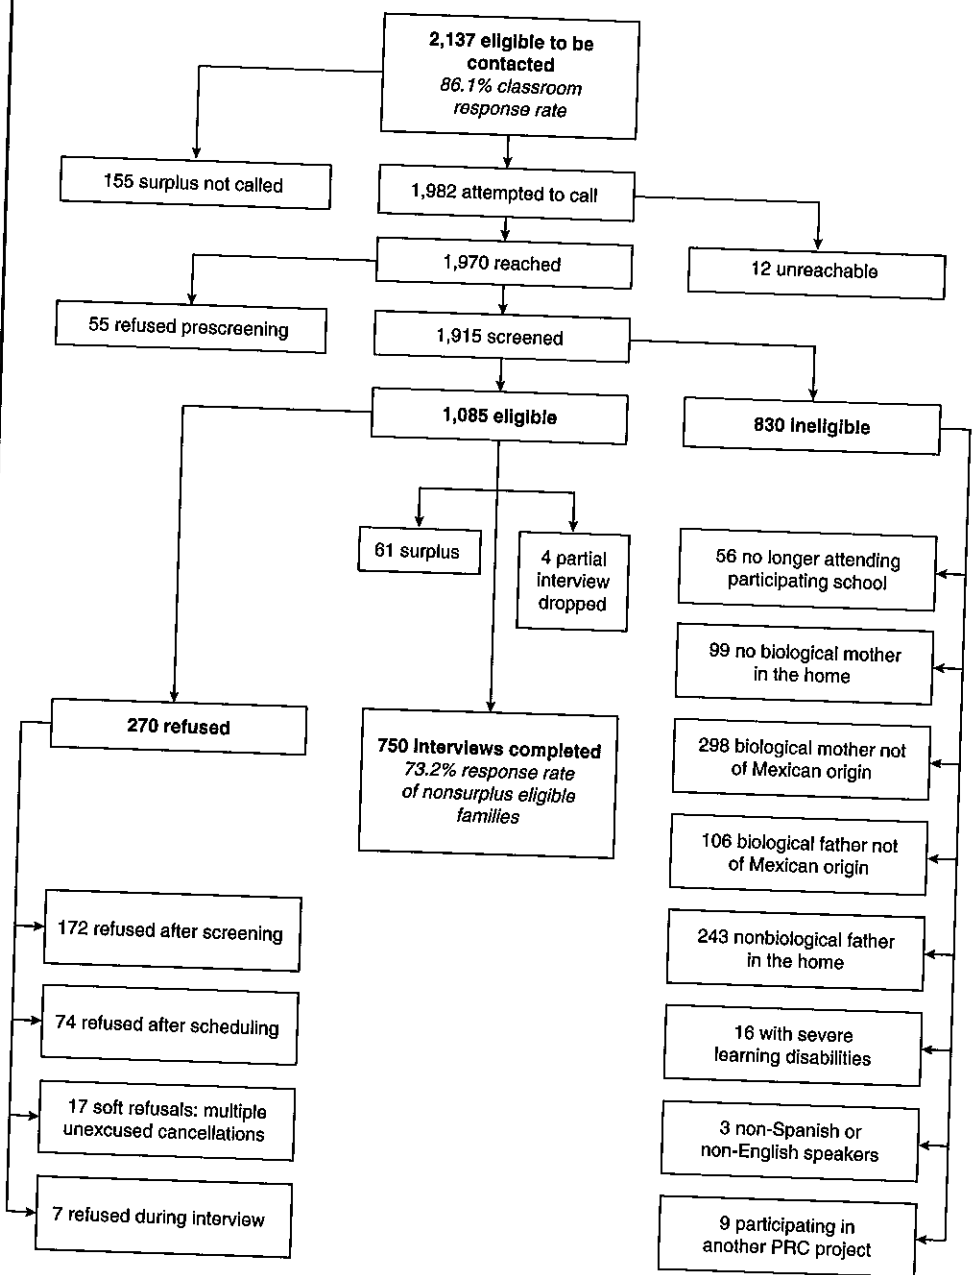 2,137 eligible to be
contacted
86.1% classroom
response rate
155 surplus not called
1,982 attempted to call
1,970 reached
12 unreachable
55 refused prescreening
1,915 screened
1,085 eligible
830 ineligible
61 surplus
4 partial
interview
dropped
56 no longer attending
participating school
99 no biological mother
in the home
270 refused
750 interviews completed
73.2% response rate
of nonsurplus eligible
families
298 biological mother not
of Mexican origin
106 biological father not
of Mexican origin
172 refused after screening
243 nonbiological father
in the home
74 refused after scheduling
16 with severe
learning disabilities
17 soft refusals: multiple
unexcused cancellations
3 non-Spanish or
non-English speakers
7 refused during interview
9 participating in
another PRC project